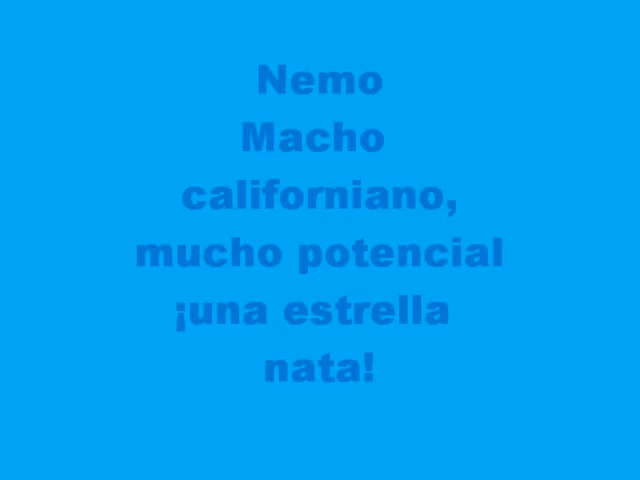 Nemo
Macho
californiano,
mucho potencial
¡una estrella
nata!